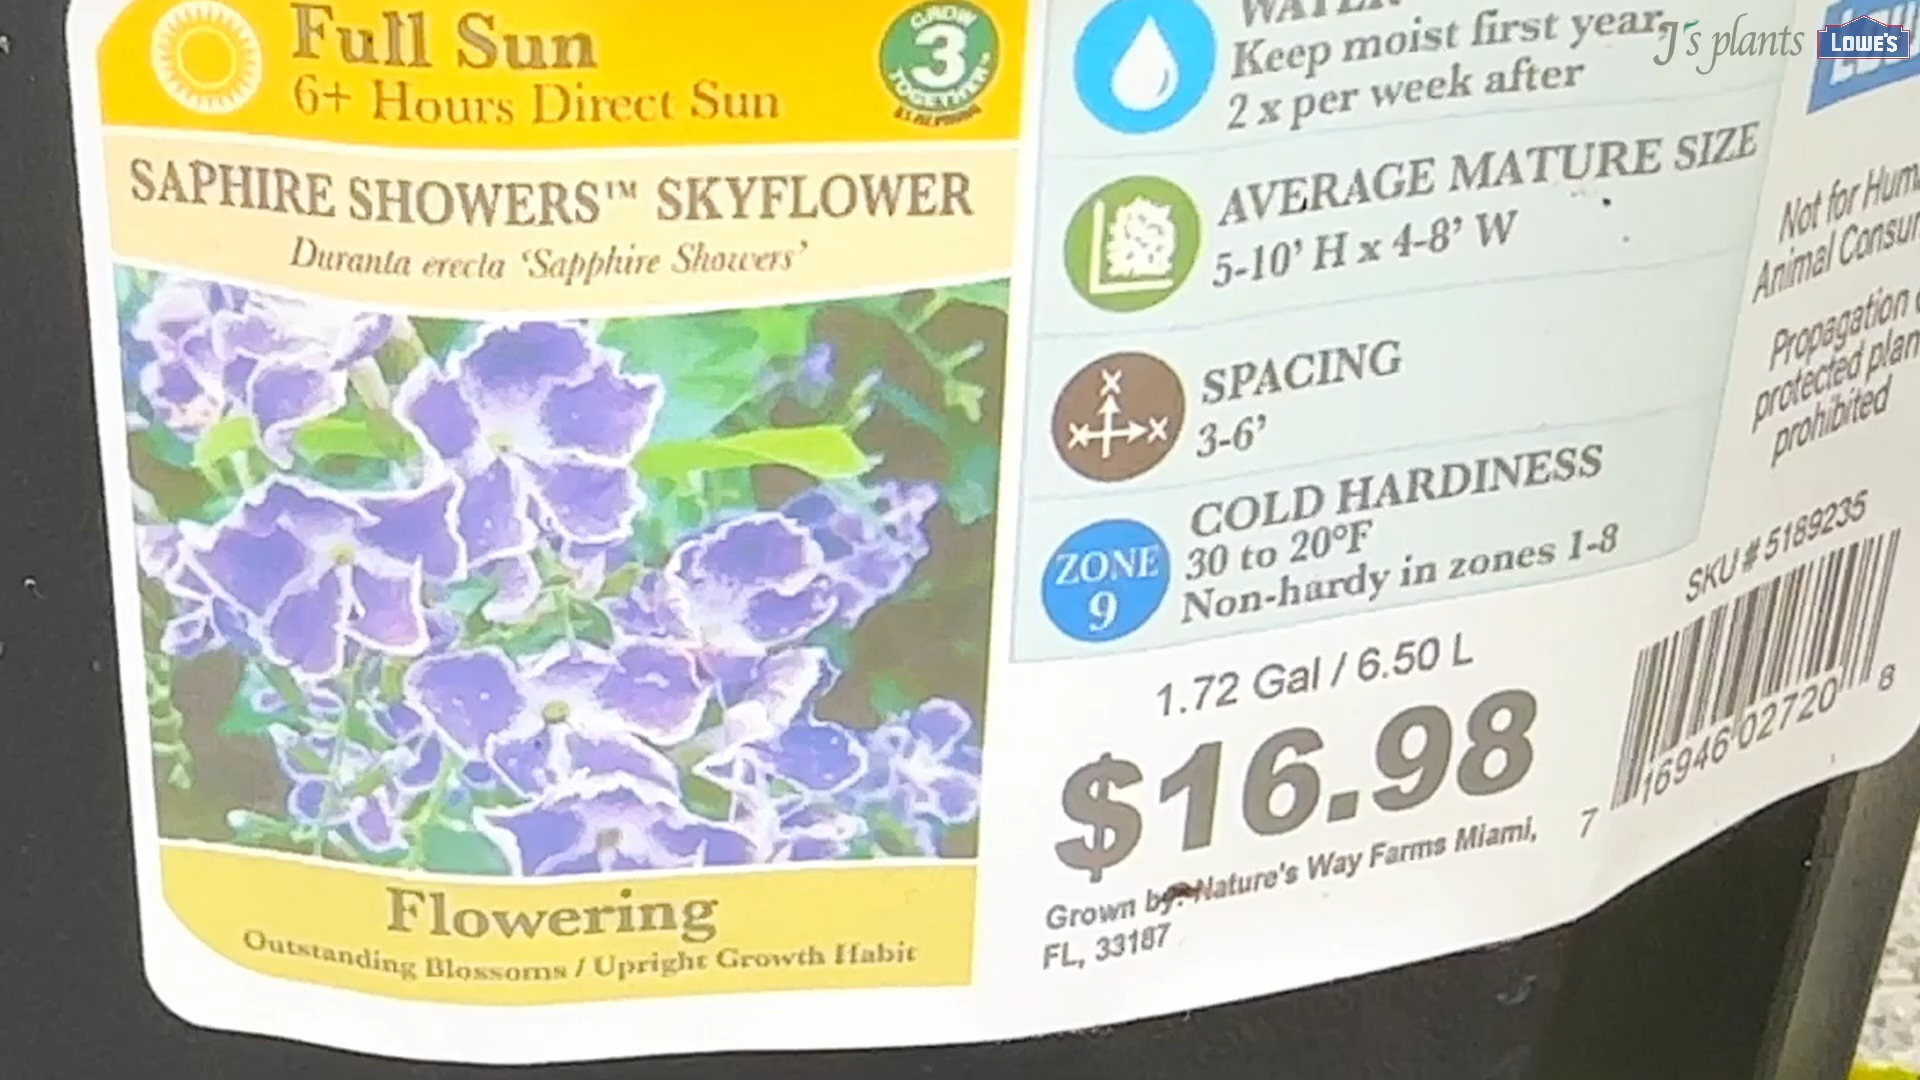 Full Sun
6+ Hours Direct Sun
GROW
3
TOGETHER
SAPHIRE SHOWERS™ SKYFLOWER
Duranta erecta ‘Sapphire Showers’
Flowering
Outstanding Blossoms / Upright Growth Habit
WATER
Keep moist first year,
2 x per week after
AVERAGE MATURE SIZE
5-10’ H x 4-8’ W
SPACING
3-6’
ZONE
9
COLD HARDINESS
30 to 20°F
Non-hardy in zones 1-8
1.72 Gal / 6.50 L
$16.98
Grown by: Nature's Way Farms Miami,
FL, 33187
J's plants
LOWE'S
Not for Hum
Animal Consum
Propagation
protected plan
prohibited
SKU # 5189235
7 16946 02720 8